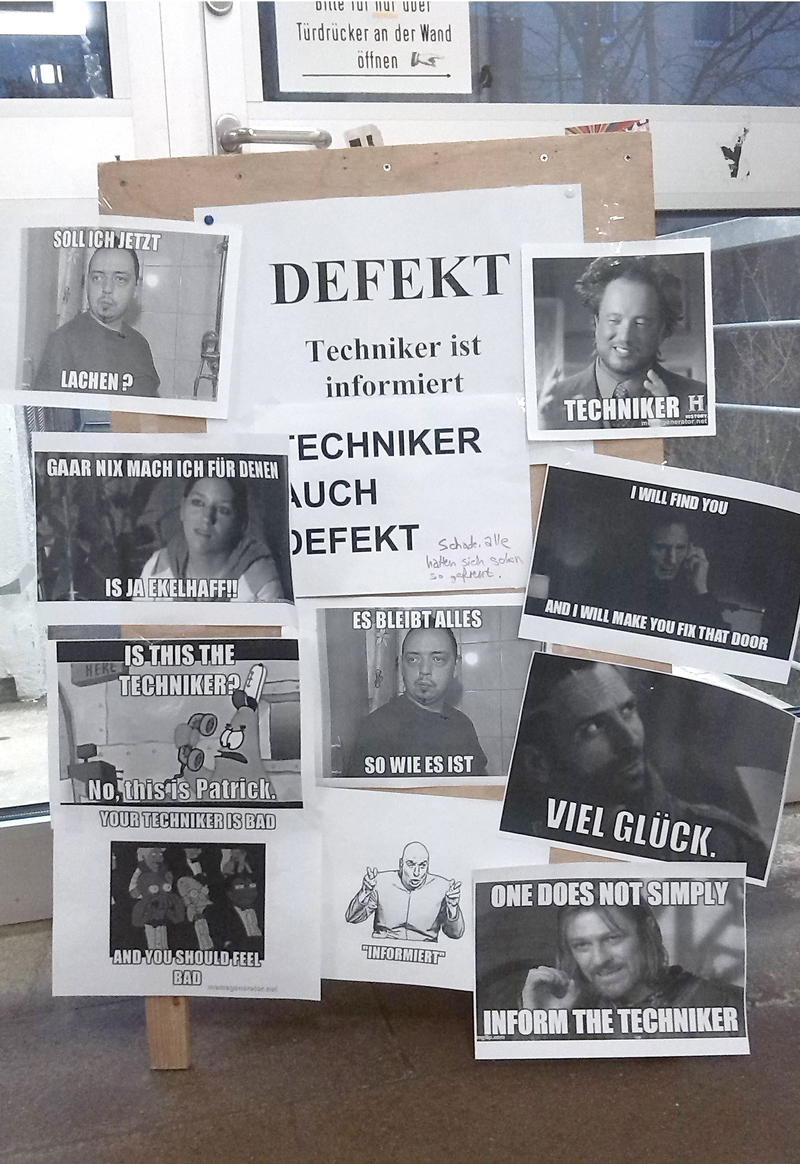 Bitte für nur über
Türdrücker an der Wand
öffnen
SOLL ICH JETZT
LACHEN ?
DEFEKT
Techniker ist
informiert
TECHNIKER
HISTORY
memegenerator.net
TECHNIKER
AUCH
DEFEKT
Schade, alle
hatten sich schon
so gefreut.
GAAR NIX MACH ICH FÜR DENEN
IS JA EKELHAFF!!
I WILL FIND YOU
AND I WILL MAKE YOU FIX THAT DOOR
IS THIS THE
TECHNIKER?
No, this is Patrick.
ES BLEIBT ALLES
SO WIE ES IST
VIEL GLÜCK.
YOUR TECHNIKER IS BAD
AND YOU SHOULD FEEL
BAD
memegenerator.net
"INFORMIERT"
ONE DOES NOT SIMPLY
INFORM THE TECHNIKER